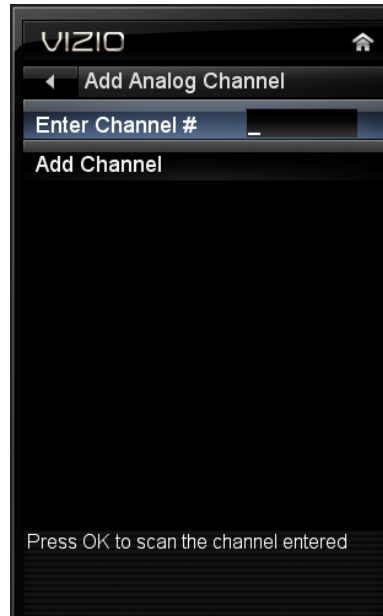 VIZIO
Add Analog Channel
Enter Channel # _
Add Channel
Press OK to scan the channel entered